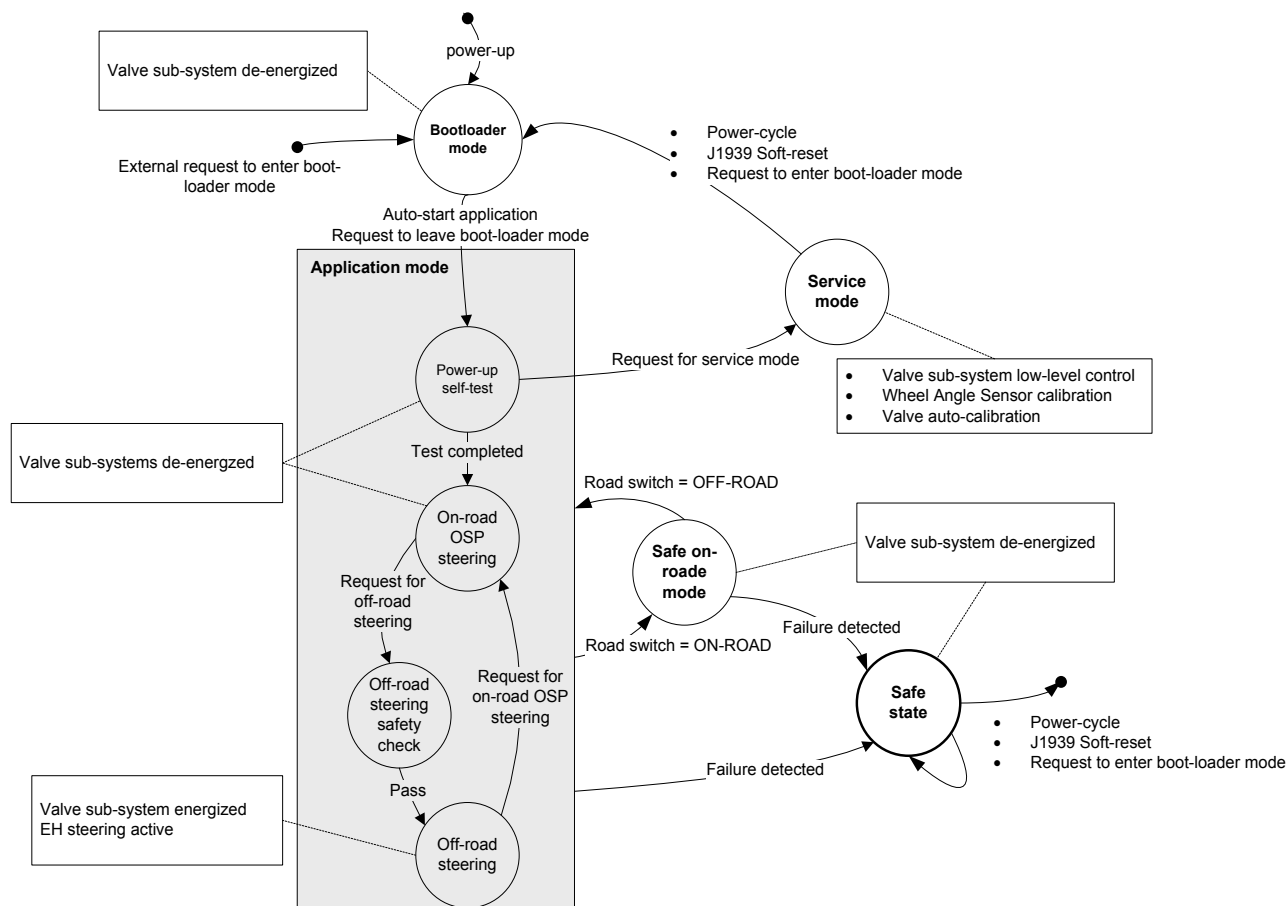 power-up
Valve sub-system de-energized
Bootloader
mode
External request to enter boot-
loader mode
• Power-cycle
• J1939 Soft-reset
• Request to enter boot-loader mode
Auto-start application
Request to leave boot-loader mode
Application mode
Service
mode
Power-up
self-test
Request for service mode
• Valve sub-system low-level control
• Wheel Angle Sensor calibration
• Valve auto-calibration
Valve sub-systems de-energzed
Test completed
Road switch = OFF-ROAD
On-road
OSP
steering
Safe on-
roade
mode
Valve sub-system de-energized
Request for
off-road
steering
Failure detected
Road switch = ON-ROAD
Request for
on-road OSP
steering
Off-road
steering
safety
check
Safe
state
• Power-cycle
• J1939 Soft-reset
• Request to enter boot-loader mode
Failure detected
Pass
Valve sub-system energized
EH steering active
Off-road
steering